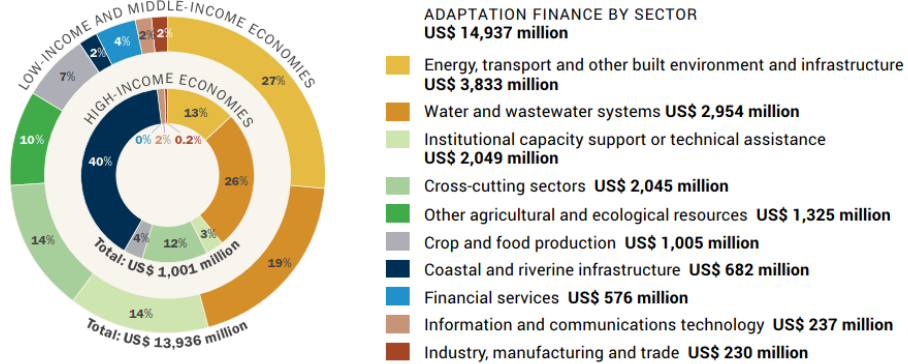 LOW-INCOME AND MIDDLE-INCOME ECONOMIES
27%
19%
14%
14%
10%
7%
2%
4%
2%
2%
Total: US$ 13,936 million
HIGH-INCOME ECONOMIES
13%
26%
3%
12%
4%
40%
0% 2% 0.2%
Total: US$ 1,001 million
ADAPTATION FINANCE BY SECTOR
US$ 14,937 million
Energy, transport and other built environment and infrastructure
US$ 3,833 million
Water and wastewater systems US$ 2,954 million
Institutional capacity support or technical assistance
US$ 2,049 million
Cross-cutting sectors US$ 2,045 million
Other agricultural and ecological resources US$ 1,325 million
Crop and food production US$ 1,005 million
Coastal and riverine infrastructure US$ 682 million
Financial services US$ 576 million
Information and communications technology US$ 237 million
Industry, manufacturing and trade US$ 230 million